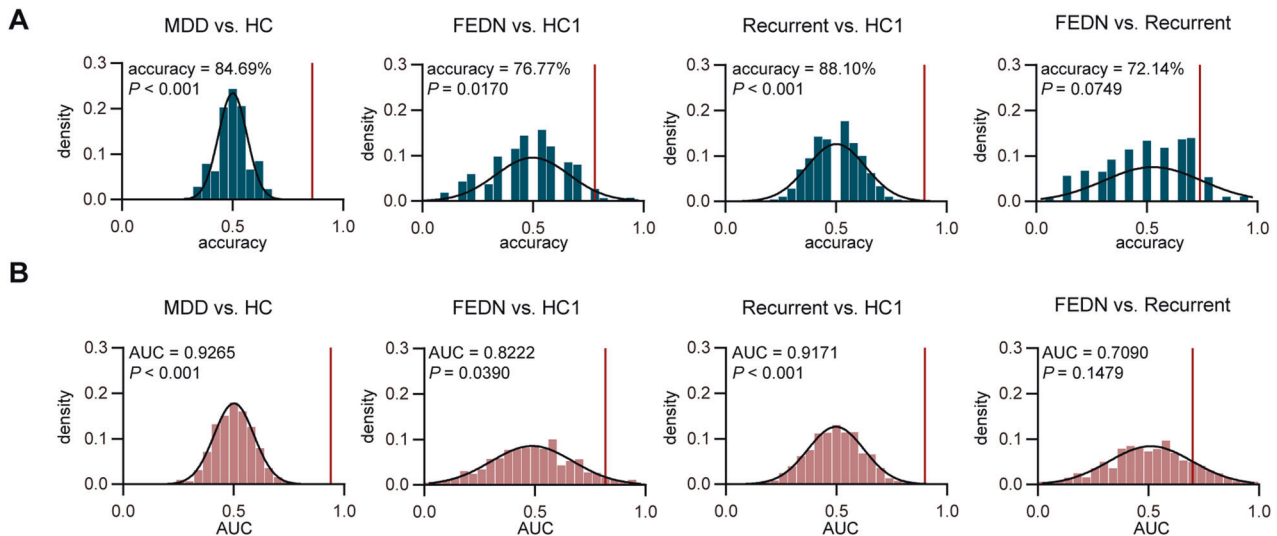 A
MDD vs. HC
FEDN vs. HC1
Recurrent vs. HC1
FEDN vs. Recurrent
0.3
0.2
0.1
0.0
density
accuracy = 84.69%
P < 0.001
0.0
0.5
1.0
accuracy
0.3
0.2
0.1
0.0
density
accuracy = 76.77%
P = 0.0170
0.0
0.5
1.0
accuracy
0.3
0.2
0.1
0.0
density
accuracy = 88.10%
P < 0.001
0.0
0.5
1.0
accuracy
0.3
0.2
0.1
0.0
density
accuracy = 72.14%
P = 0.0749
0.0
0.5
1.0
accuracy
B
MDD vs. HC
FEDN vs. HC1
Recurrent vs. HC1
FEDN vs. Recurrent
0.3
0.2
0.1
0.0
density
AUC = 0.9265
P < 0.001
0.0
0.5
1.0
AUC
0.3
0.2
0.1
0.0
density
AUC = 0.8222
P = 0.0390
0.0
0.5
1.0
AUC
0.3
0.2
0.1
0.0
density
AUC = 0.9171
P < 0.001
0.0
0.5
1.0
AUC
0.3
0.2
0.1
0.0
density
AUC = 0.7090
P = 0.1479
0.0
0.5
1.0
AUC